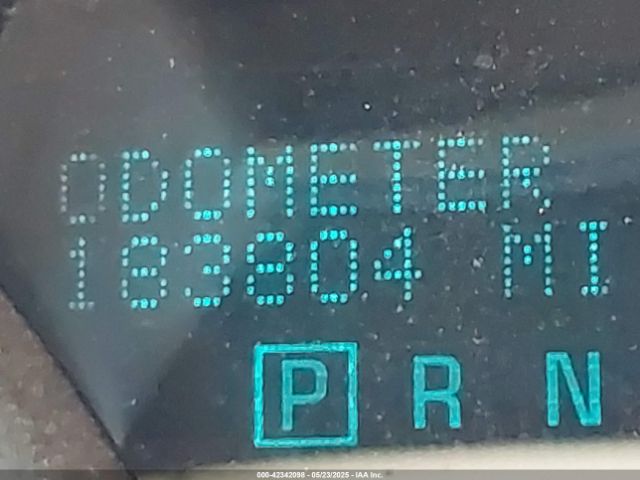 ODOMETER
183804 MI
P R N
000-42342098 - 05/23/2025 - IAA Inc.